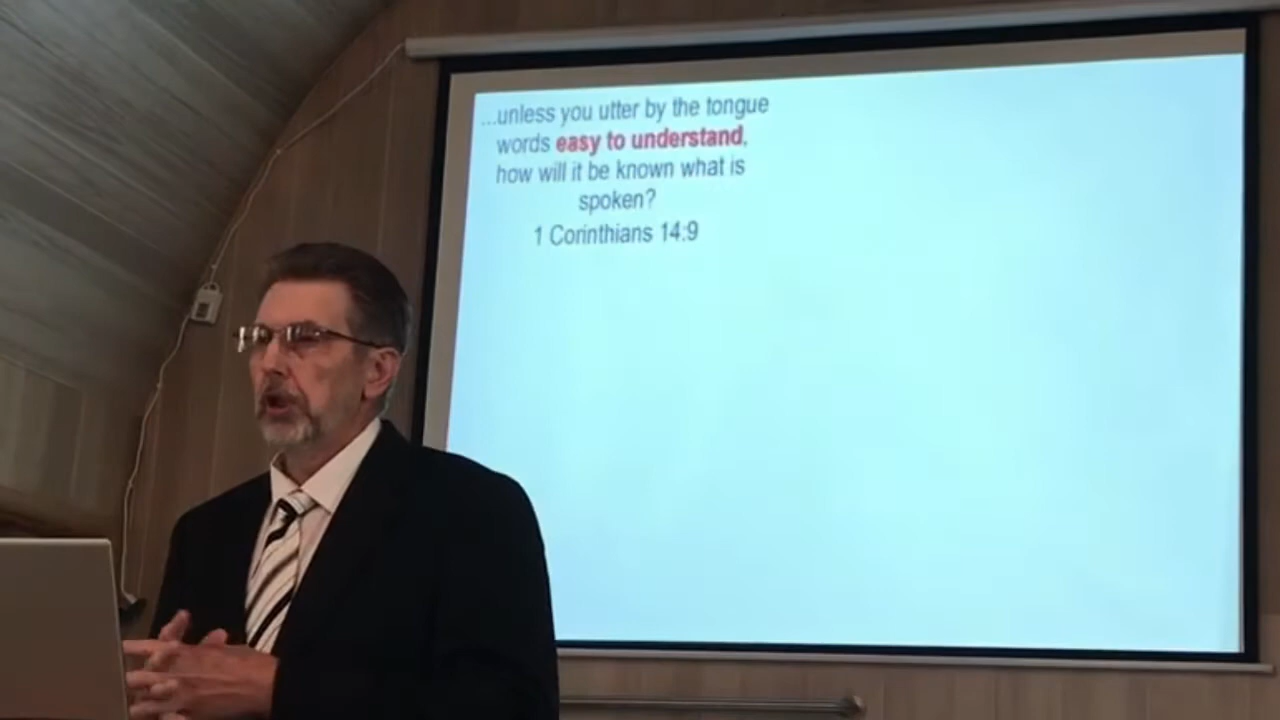 ...unless you utter by the tongue
words easy to understand,
how will it be known what is
spoken?
1 Corinthians 14:9